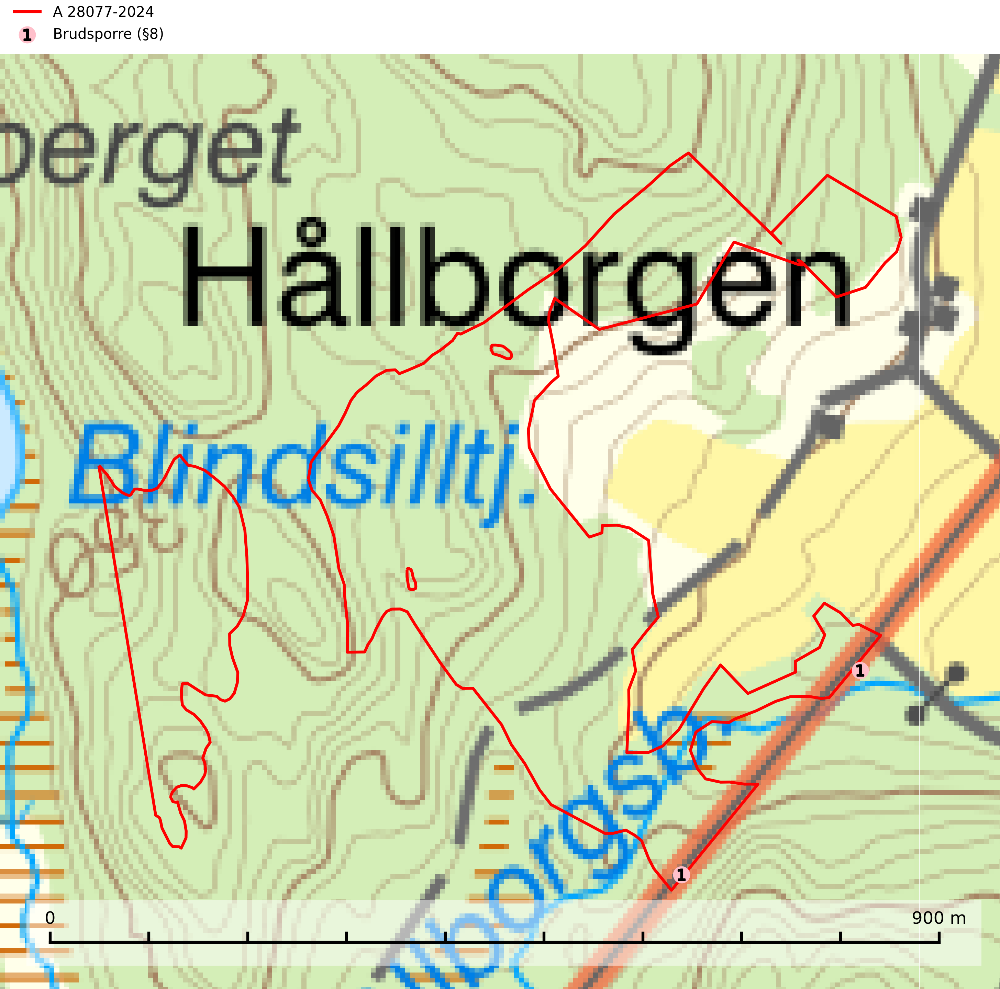 A 28077-2024
1 Brudsporre (§8)
berget
Hållborgen
Blindsilltj.
1
1
0 900 m